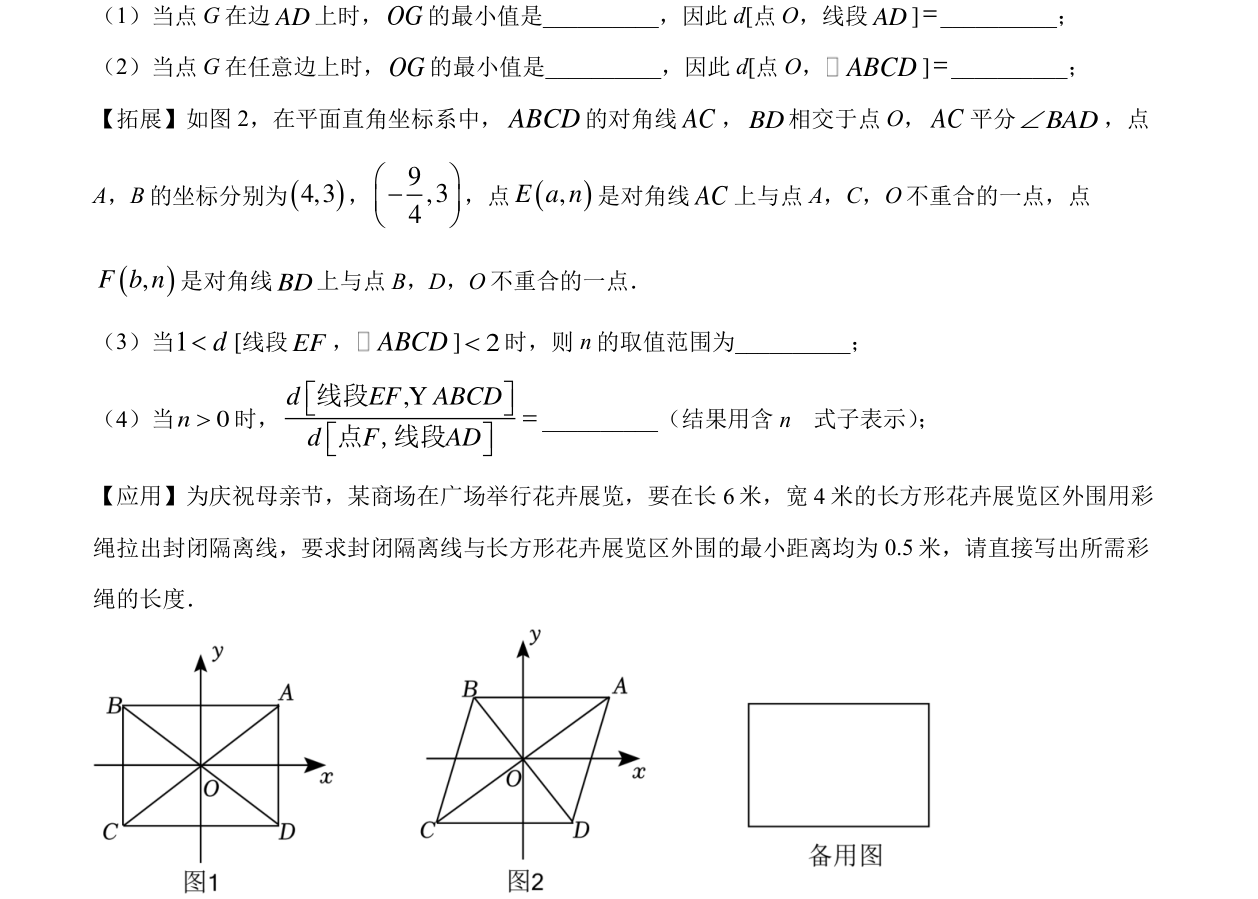 （1）当点 G 在边 AD 上时，OG 的最小值是__________，因此 d[点 O，线段 AD]=__________；
（2）当点 G 在任意边上时，OG 的最小值是__________，因此 d[点 O，□ ABCD]=__________；
【拓展】如图 2，在平面直角坐标系中，ABCD 的对角线 AC，BD 相交于点 O，AC 平分∠BAD，点
A，B 的坐标分别为(4,3)，(-9/4,3)，点 E(a,n) 是对角线 AC 上与点 A，C，O 不重合的一点，点
F(b,n) 是对角线 BD 上与点 B，D，O 不重合的一点．
（3）当1<d [线段 EF，□ ABCD]<2 时，则 n 的取值范围为__________；
（4）当 n>0 时，d[线段EF,Y ABCD]/d[点F,线段AD]=__________（结果用含 n 式子表示）；
【应用】为庆祝母亲节，某商场在广场举行花卉展览，要在长 6 米，宽 4 米的长方形花卉展览区外围用彩
绳拉出封闭隔离线，要求封闭隔离线与长方形花卉展览区外围的最小距离均为 0.5 米，请直接写出所需彩
绳的长度．
y
B
A
O
x
C
D
图1
y
B
A
O
x
C
D
图2
备用图